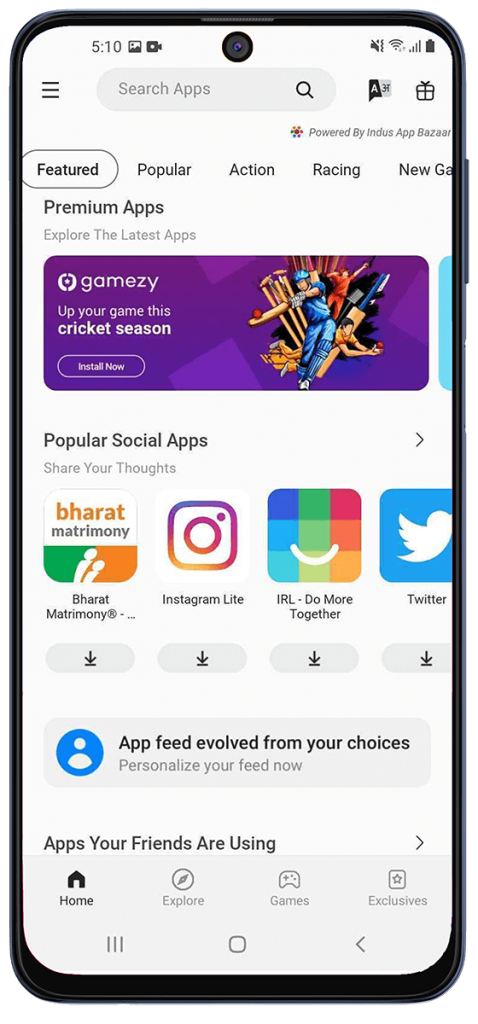 5:10
Search Apps
A अ
Powered By Indus App Bazaar
Featured Popular Action Racing New Ga
Premium Apps
Explore The Latest Apps
gamezy
Up your game this
cricket season
Install Now
Popular Social Apps
Share Your Thoughts
bharat
matrimony
Bharat
Matrimony® - ...
Instagram Lite
IRL - Do More
Together
Twitter
App feed evolved from your choices
Personalize your feed now
Apps Your Friends Are Using
Home Explore Games Exclusives